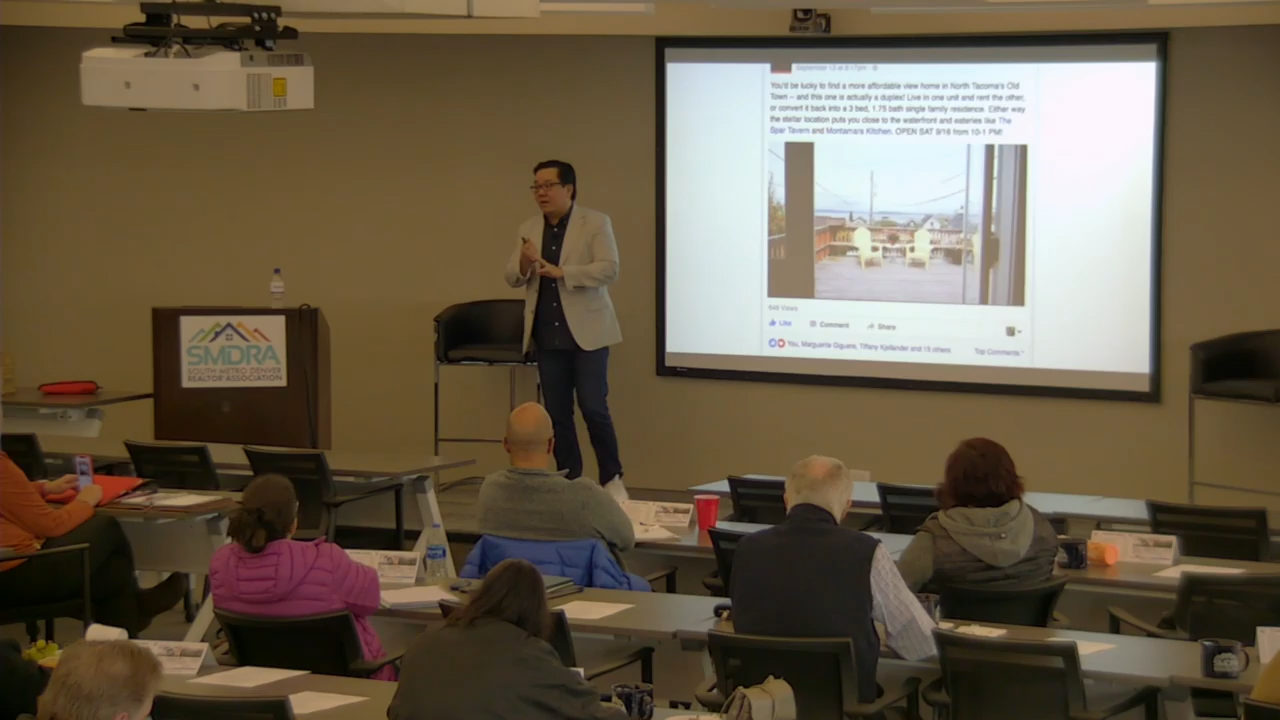 September 13 at 8:17pm
You'd be lucky to find a more affordable view home in North Tacoma's Old
Town – and this one is actually a duplex! Live in one unit and rent the other,
or convert it back into a 3 bed, 1.75 bath single family residence. Either way
the stellar location puts you close to the waterfront and eateries like The
Spar Tavern and Montamara Kitchen. OPEN SAT 9/16 from 10-1 PM!
648 Views
Like Comment Share
You, Marguerite Giguere, Tiffany Kjellander and 15 others
Top Comments
SMDRA
SOUTH METRO DENVER
REALTOR® ASSOCIATION